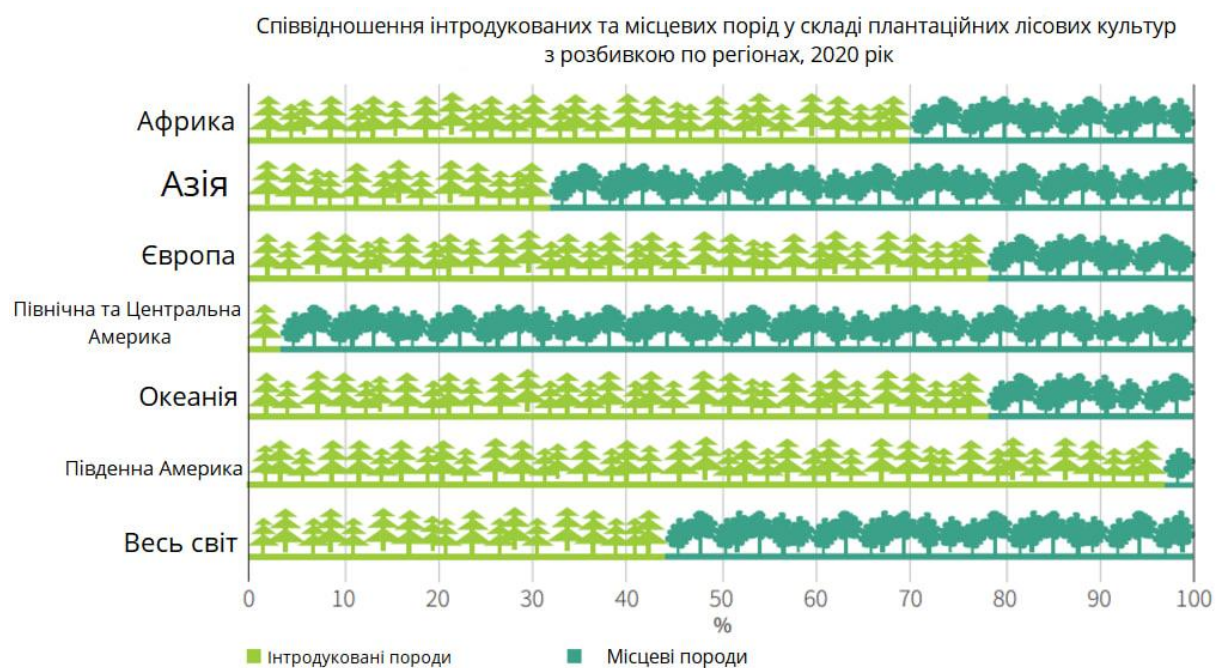 Співвідношення інтродукованих та місцевих порід у складі плантаційних лісових культур
з розбивкою по регіонах, 2020 рік
Африка
Азія
Європа
Північна та Центральна
Америка
Океанія
Південна Америка
Весь світ
0 10 20 30 40 50 60 70 80 90 100
%
Інтродуковані породи Місцеві породи